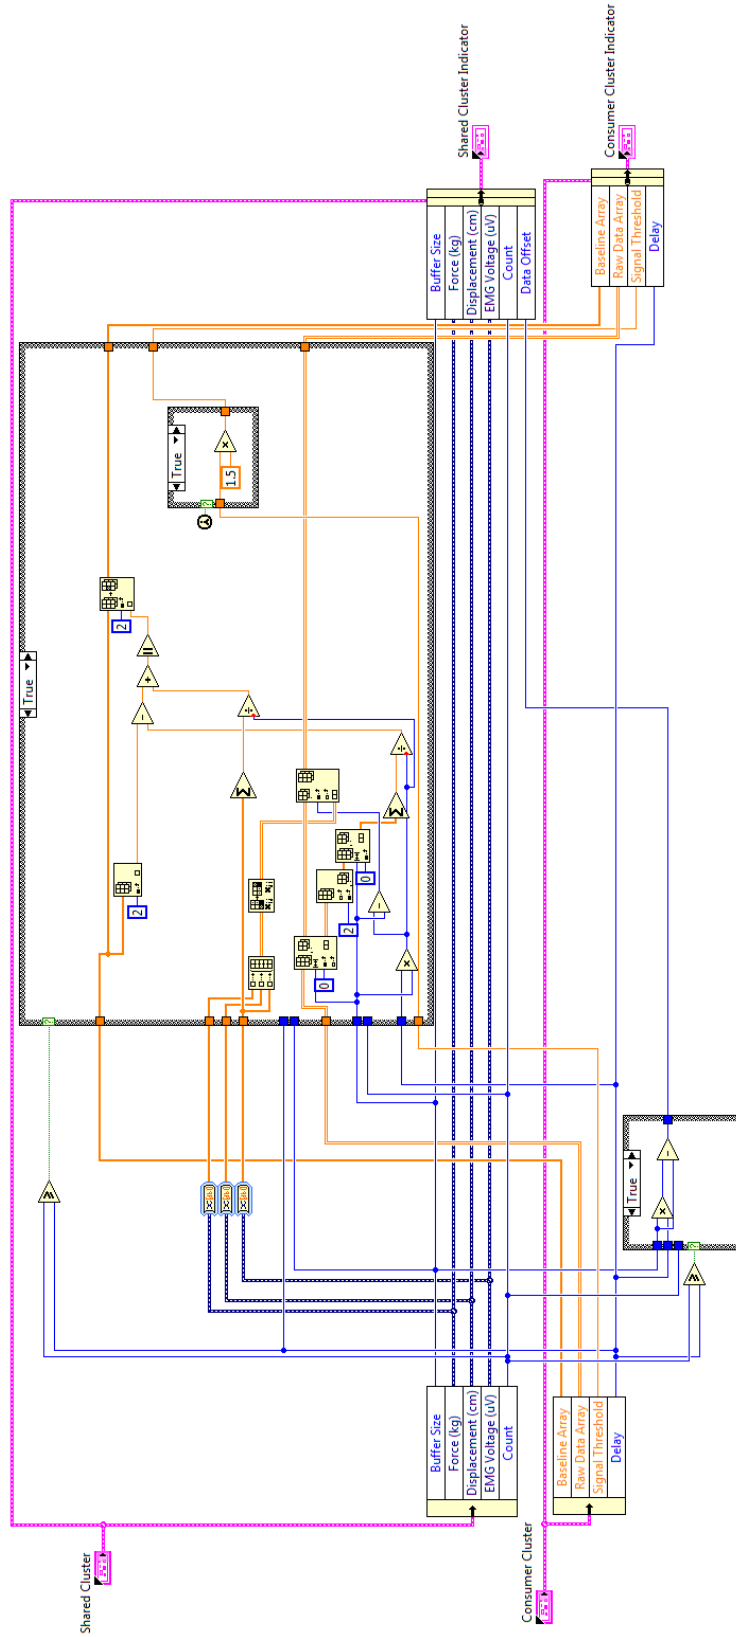 Shared Cluster
Consumer Cluster
Buffer Size
Force (kg)
Displacement (cm)
EMG Voltage (uV)
Count
Baseline Array
Raw Data Array
Signal Threshold
Delay
True
True
2
0
2
0
2
True
1.5
Buffer Size
Force (kg)
Displacement (cm)
EMG Voltage (uV)
Count
Data Offset
Baseline Array
Raw Data Array
Signal Threshold
Delay
Shared Cluster Indicator
Consumer Cluster Indicator